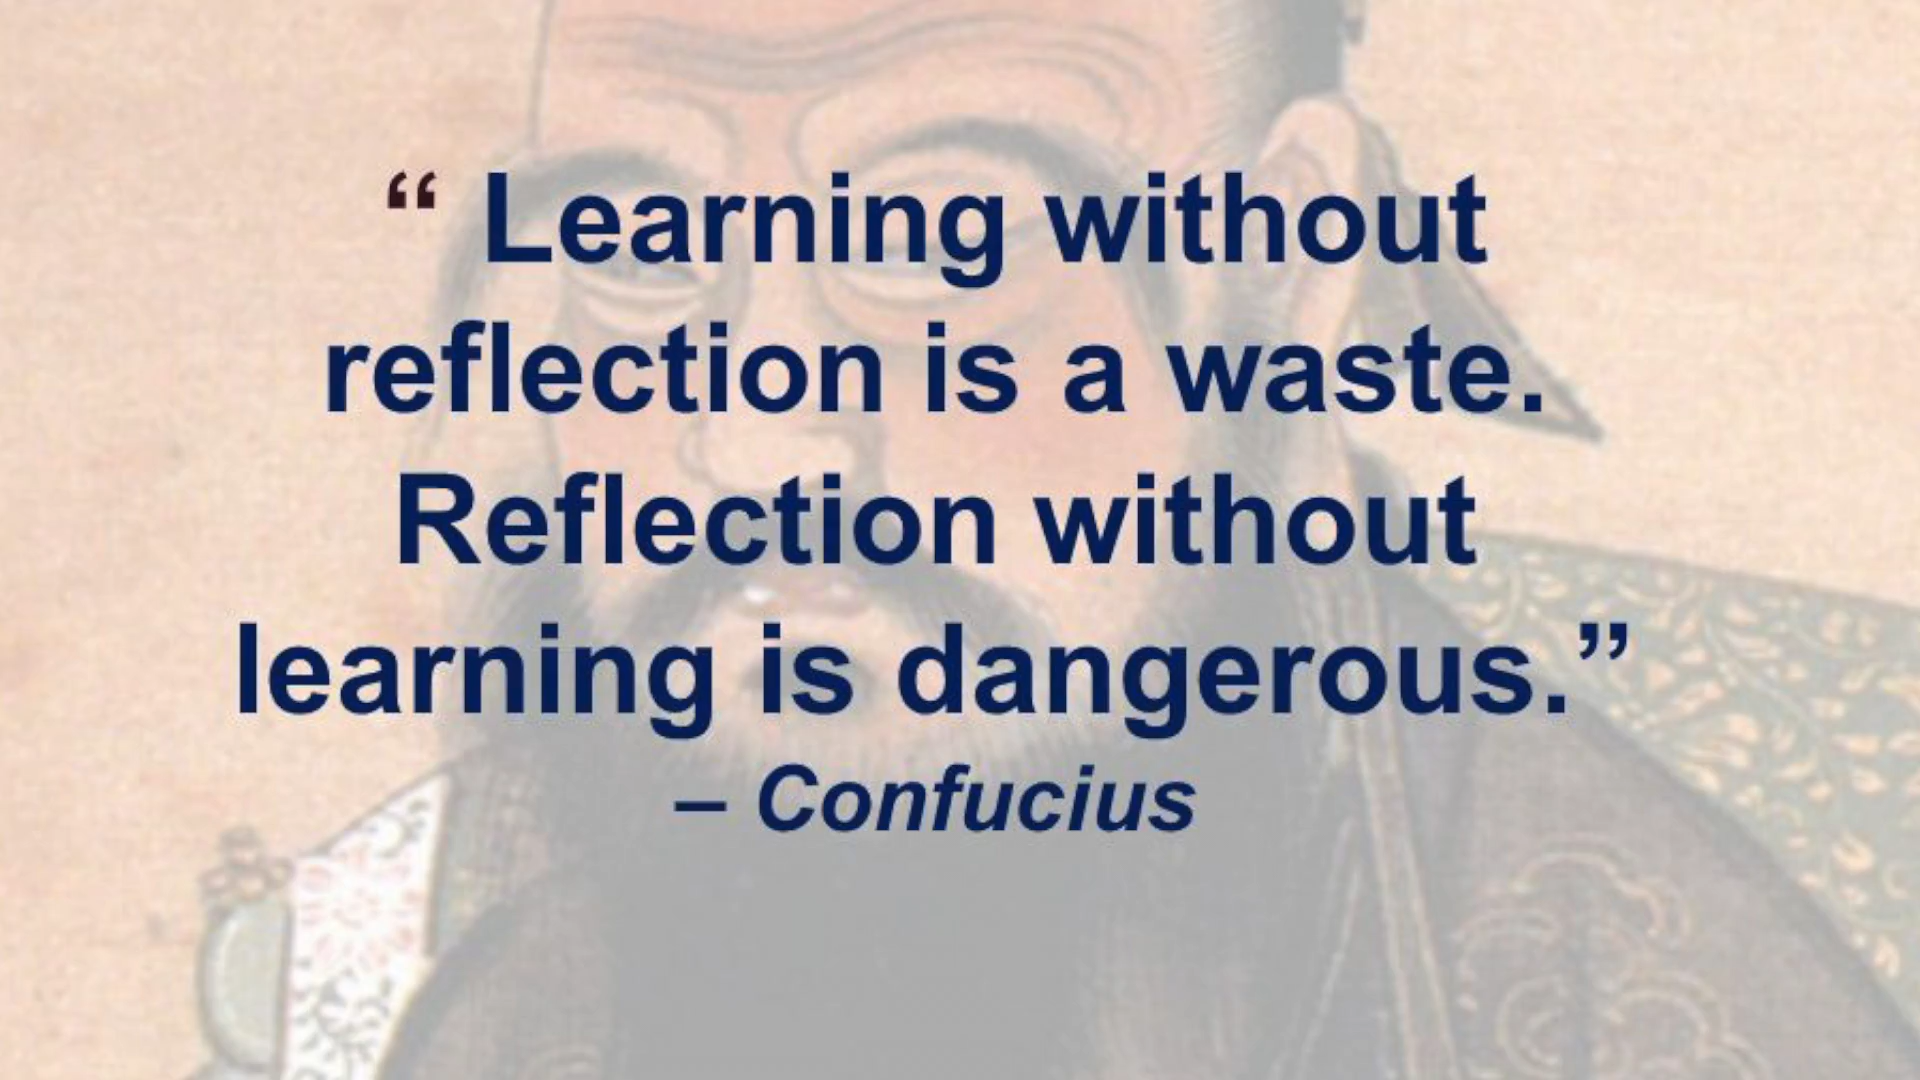 “ Learning without
reflection is a waste.
Reflection without
learning is dangerous.”
– Confucius